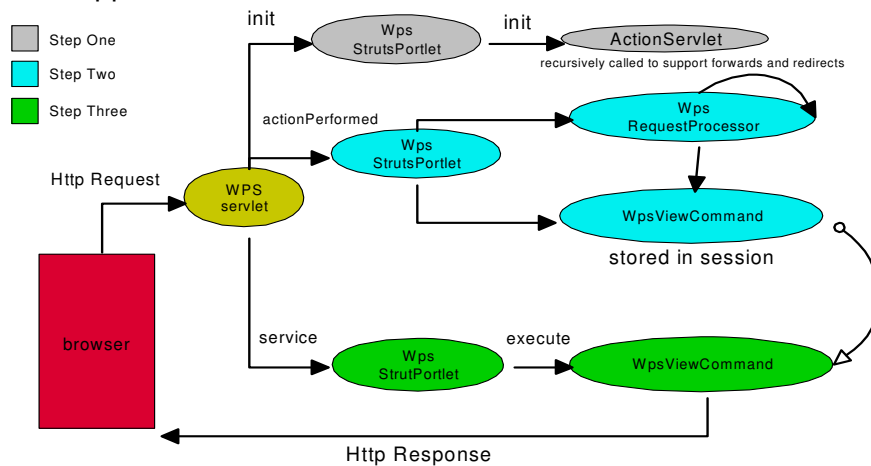 Step One
Step Two
Step Three
init
Wps
StrutsPortlet
init
ActionServlet
recursively called to support forwards and redirects
actionPerformed
Wps
StrutsPortlet
Wps
RequestProcessor
Http Request
WPS
servlet
WpsViewCommand
stored in session
browser
service
Wps
StrutPortlet
execute
WpsViewCommand
Http Response